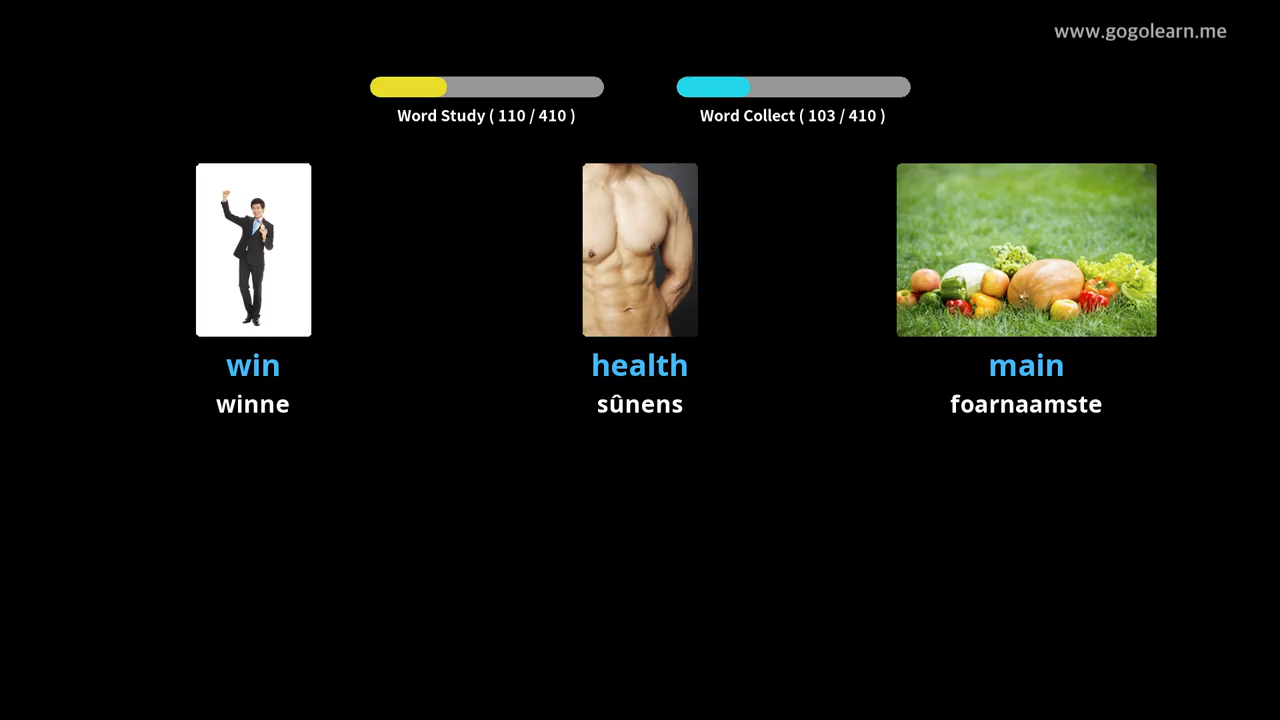 www.gogolearn.me
Word Study ( 110 / 410 )
Word Collect ( 103 / 410 )
win
health
main
winne
sûnens
foarnaamste